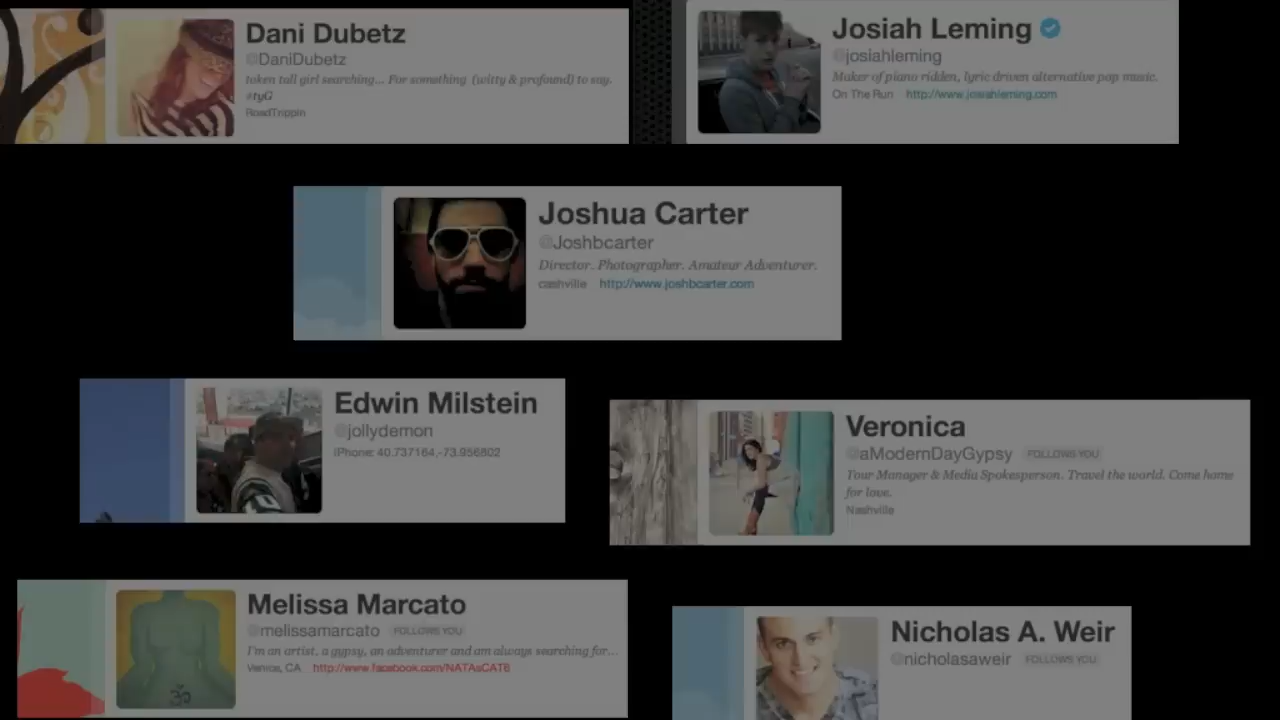 Dani Dubetz
@DaniDubetz
token tall girl searching... For something (witty & profound) to say.
#tyG
RoadTrippin
Josiah Leming
@josiahleming
Maker of piano ridden, lyric driven alternative pop music.
On The Run http://www.josiahleming.com
Joshua Carter
@Joshbcarter
Director. Photographer. Amateur Adventurer.
cashville http://www.joshbcarter.com
Edwin Milstein
@jollydemon
iPhone: 40.737164,-73.956802
Veronica
@aModernDayGypsy FOLLOWS YOU
Your Manager & Media Spokesperson. Travel the world. Come home
for love.
Nashville
Melissa Marcato
@melissamarcato FOLLOWS YOU
I'm an artist, a gypsy, an adventurer and am always searching for...
Venice, CA http://www.facebook.com/NATAsCAT6
Nicholas A. Weir
@nicholasaweir FOLLOWS YOU